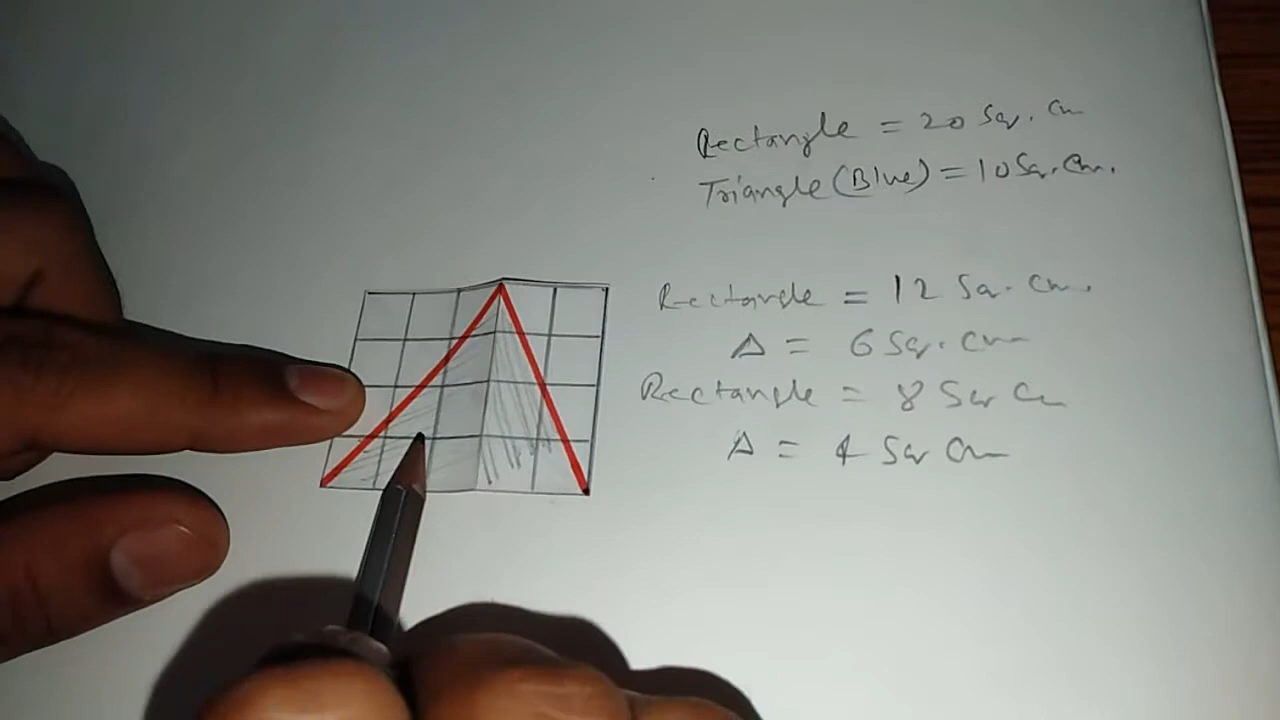 Rectangle = 20 Sq. Cm
Triangle (Blue) = 10 Sq. Cm.
Rectangle = 12 Sq. Cm.
Δ = 6 Sq. Cm
Rectangle = 8 Sq Cm
Δ = 4 Sq Cm